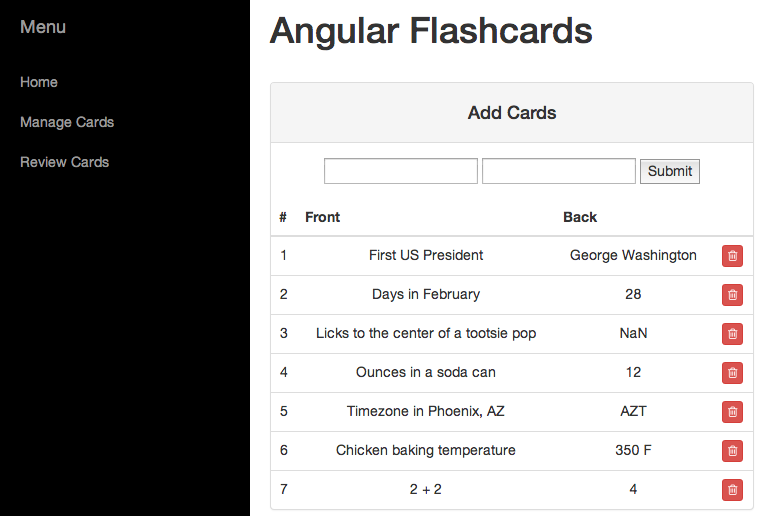 Menu
Home
Manage Cards
Review Cards
Angular Flashcards
Add Cards
Submit
# Front Back
1 First US President George Washington
2 Days in February 28
3 Licks to the center of a tootsie pop NaN
4 Ounces in a soda can 12
5 Timezone in Phoenix, AZ AZT
6 Chicken baking temperature 350 F
7 2 + 2 4